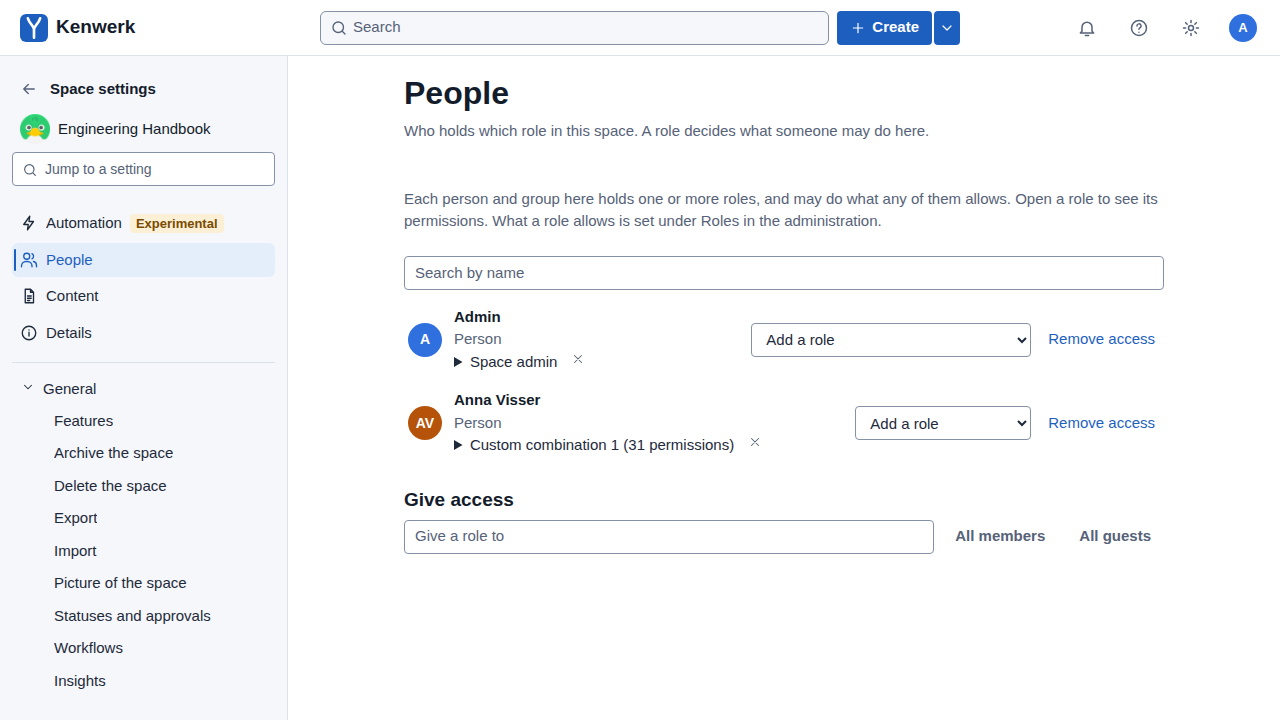 Kenwerk
Search
Create
A
Space settings
Engineering Handbook
Jump to a setting
Automation Experimental
People
Content
Details
General
Features
Archive the space
Delete the space
Export
Import
Picture of the space
Statuses and approvals
Workflows
Insights
People
Who holds which role in this space. A role decides what someone may do here.
Each person and group here holds one or more roles, and may do what any of them allows. Open a role to see its
permissions. What a role allows is set under Roles in the administration.
Search by name
A
Admin
Person
Space admin
Add a role
Remove access
AV
Anna Visser
Person
Custom combination 1 (31 permissions)
Add a role
Remove access
Give access
Give a role to
All members
All guests